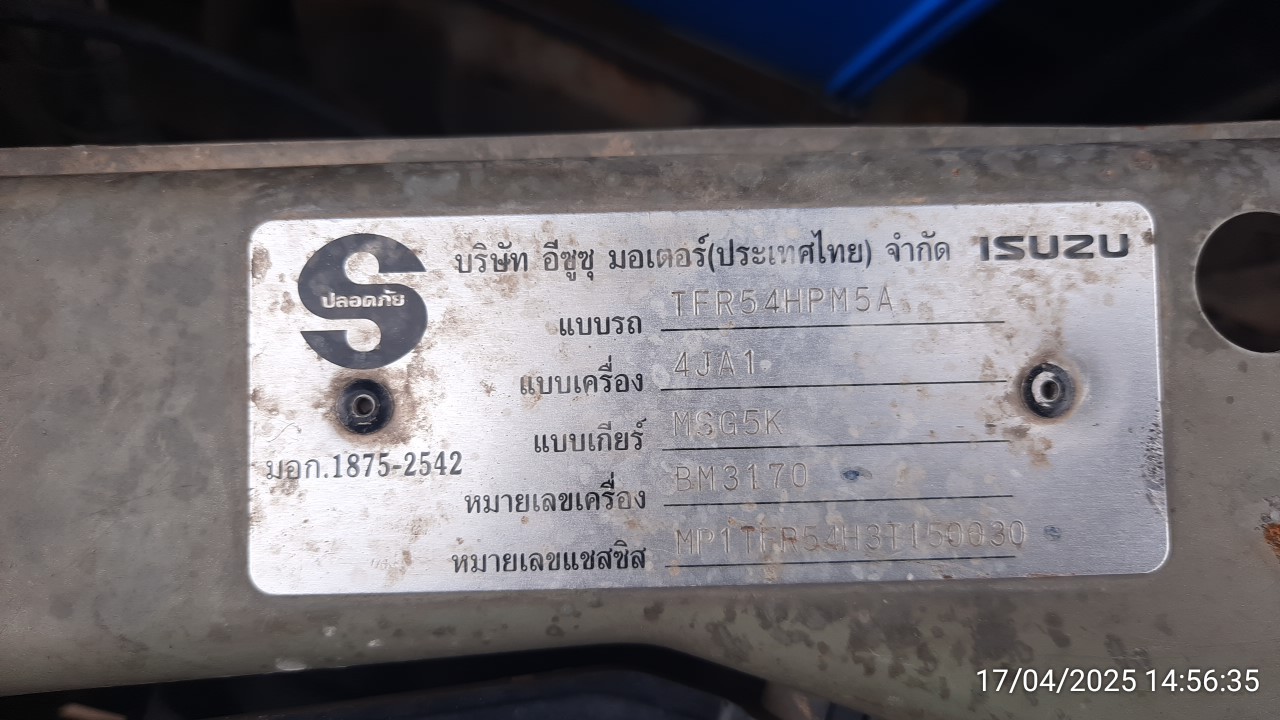 บริษัท อีซูซุ มอเตอร์(ประเทศไทย) จำกัด ISUZU
ปลอดภัย
แบบรถ TFR54HPM5A
แบบเครื่อง 4JA1
แบบเกียร์ MSG5K
มอก.1875-2542
หมายเลขเครื่อง BM3170
หมายเลขแชสซิส MP1TFR54H3T150030
17/04/2025 14:56:35